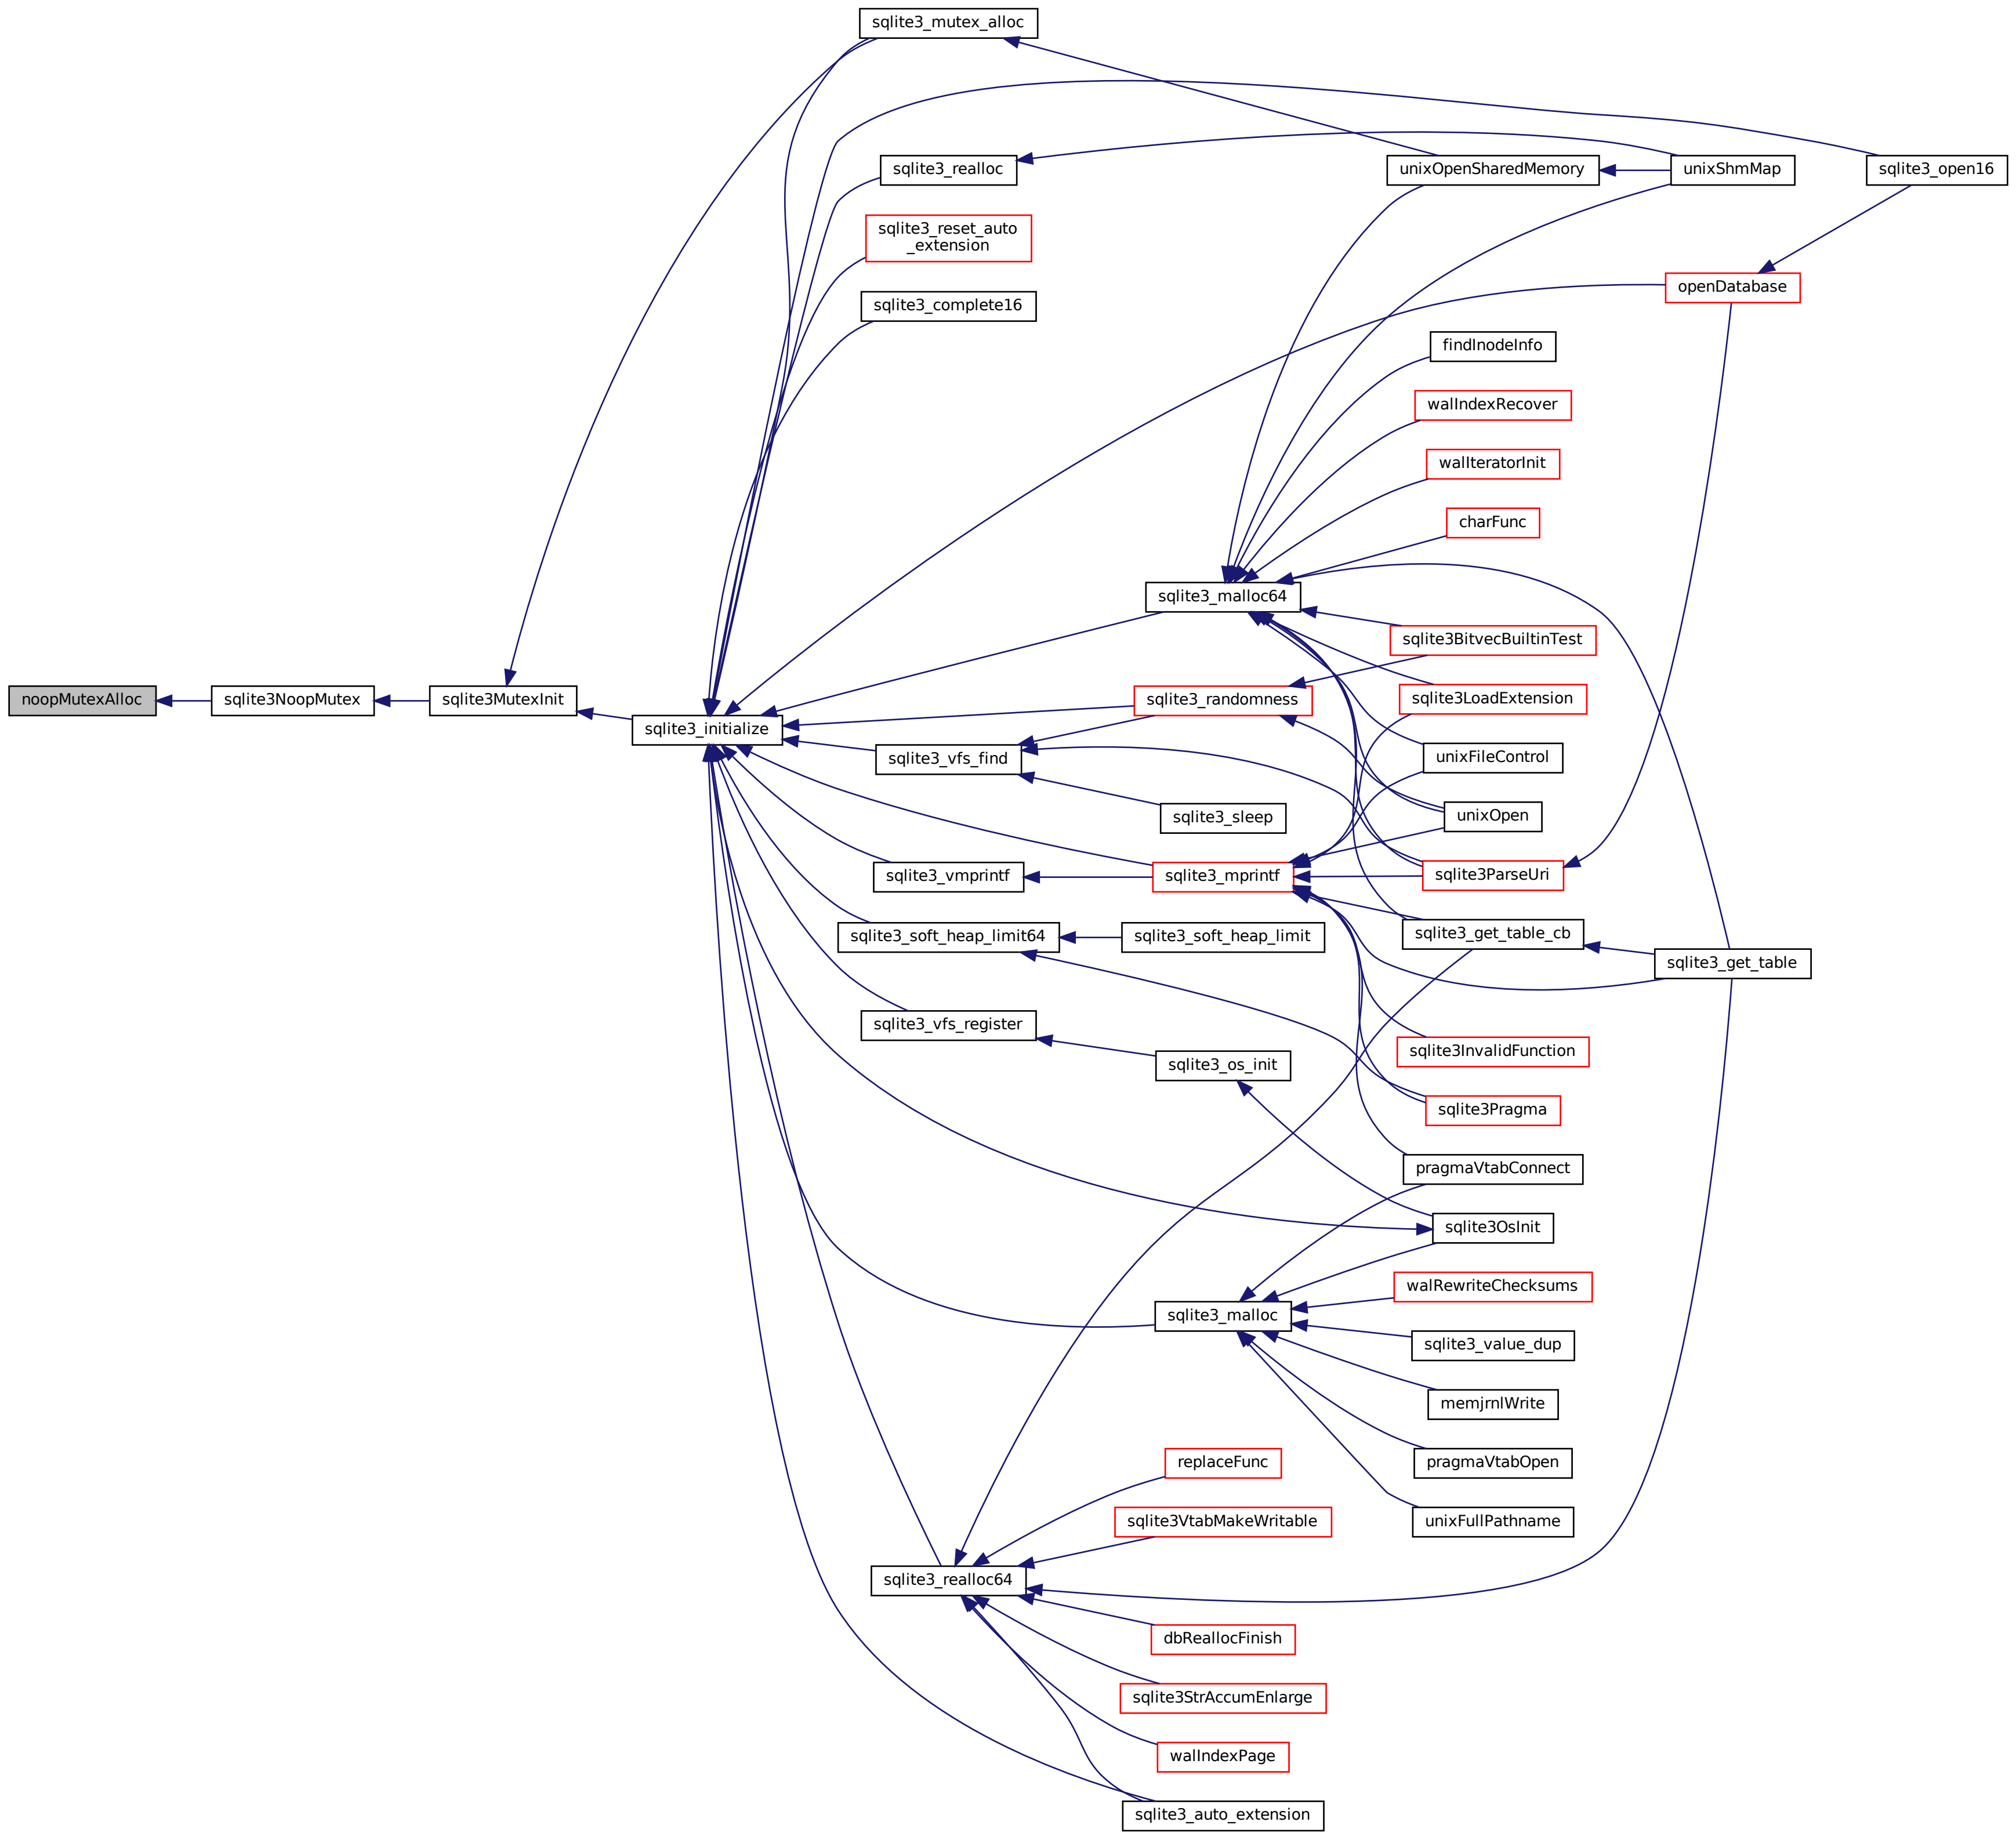 sqlite3_mutex_alloc
sqlite3_realloc
unixOpenSharedMemory
unixShmMap
sqlite3_open16
sqlite3_reset_auto
_extension
openDatabase
sqlite3_complete16
findInodeInfo
walIndexRecover
walIteratorInit
charFunc
sqlite3_malloc64
sqlite3BitvecBuiltinTest
noopMutexAlloc
sqlite3NoopMutex
sqlite3MutexInit
sqlite3_randomness
sqlite3LoadExtension
sqlite3_initialize
sqlite3_vfs_find
unixFileControl
sqlite3_sleep
unixOpen
sqlite3_vmprintf
sqlite3_mprintf
sqlite3ParseUri
sqlite3_soft_heap_limit64
sqlite3_soft_heap_limit
sqlite3_get_table_cb
sqlite3_get_table
sqlite3_vfs_register
sqlite3InvalidFunction
sqlite3_os_init
sqlite3Pragma
pragmaVtabConnect
sqlite3OsInit
walRewriteChecksums
sqlite3_malloc
sqlite3_value_dup
memjrnlWrite
replaceFunc
pragmaVtabOpen
sqlite3VtabMakeWritable
unixFullPathname
sqlite3_realloc64
dbReallocFinish
sqlite3StrAccumEnlarge
walIndexPage
sqlite3_auto_extension